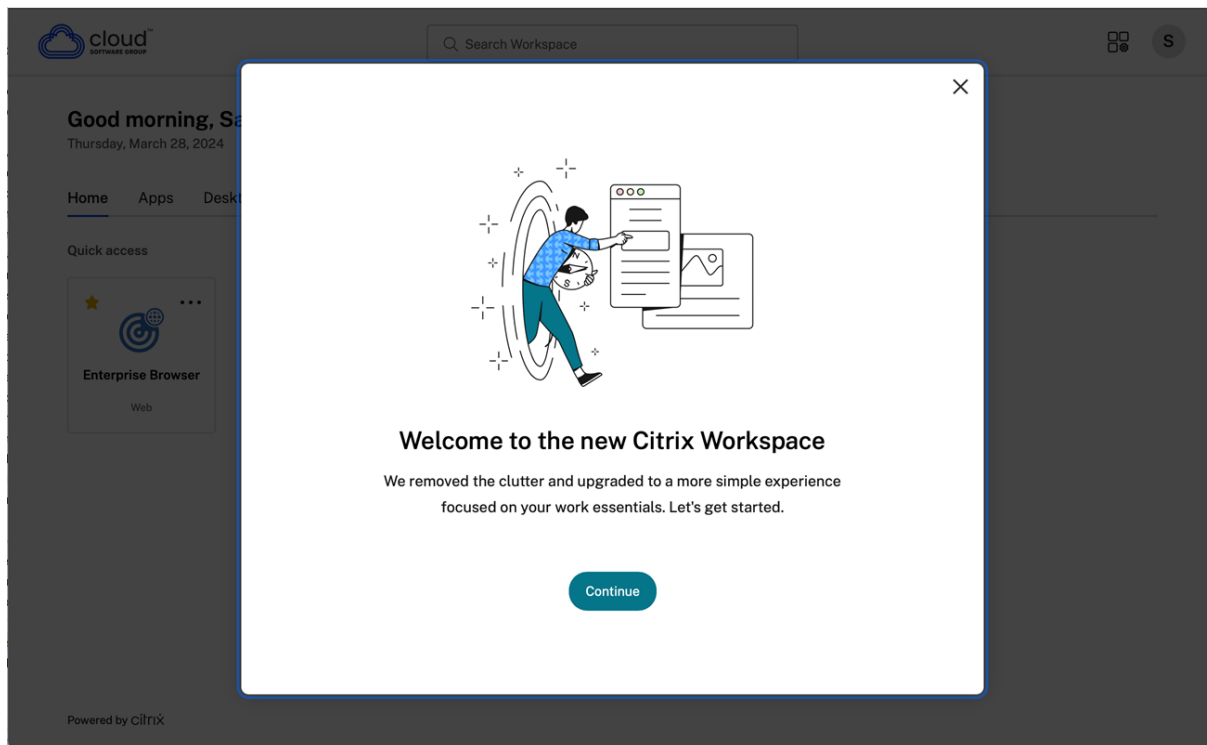 cloud™
SOFTWARE GROUP
Search Workspace
S
Good morning, Sa
Thursday, March 28, 2024
Home Apps Deskt
Quick access
Enterprise Browser
Web
N
S
Welcome to the new Citrix Workspace
We removed the clutter and upgraded to a more simple experience
focused on your work essentials. Let's get started.
Continue
Powered by citrix